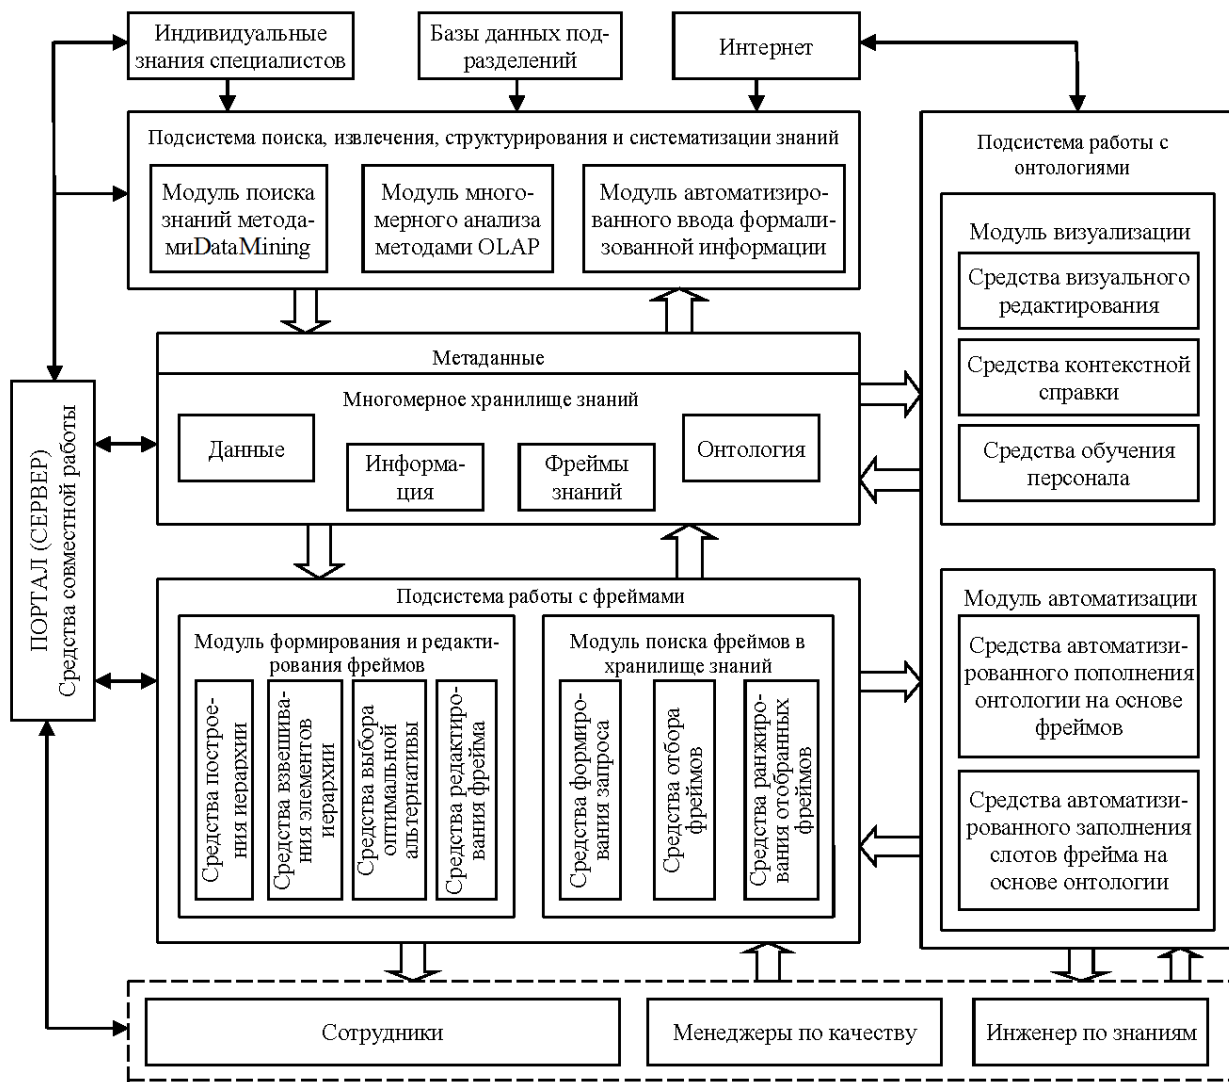 Индивидуальные
знания специалистов
Базы данных под-
разделений
Интернет
Подсистема поиска, извлечения, структурирования и систематизации знаний
Модуль поиска
знаний метода-
миDataMining
Модуль много-
мерного анализа
методами OLAP
Модуль автоматизиро-
ванного ввода формали-
зованной информации
Подсистема работы с
онтологиями
Модуль визуализации
Средства визуального
редактирования
Средства контекстной
справки
Средства обучения
персонала
Метаданные
Многомерное хранилище знаний
Данные
Информа-
ция
Фреймы
знаний
Онтология
ПОРТАЛ (СЕРВЕР)
Средства совместной работы
Подсистема работы с фреймами
Модуль формирования и редакти-
рования фреймов
Средства построе-
ния иерархии
Средства взвешива-
ния элементов
иерархии
Средства выбора
оптимальной
альтернативы
Средства редактиро-
вания фрейма
Модуль поиска фреймов в
хранилище знаний
Средства формиро-
вания запроса
Средства отбора
фреймов
Средства ранжиро-
вания отобранных
фреймов
Модуль автоматизации
Средства автоматизи-
рованного пополнения
онтологии на основе
фреймов
Средства автоматизи-
рованного заполнения
слотов фрейма на
основе онтологии
Сотрудники
Менеджеры по качеству
Инженер по знаниям